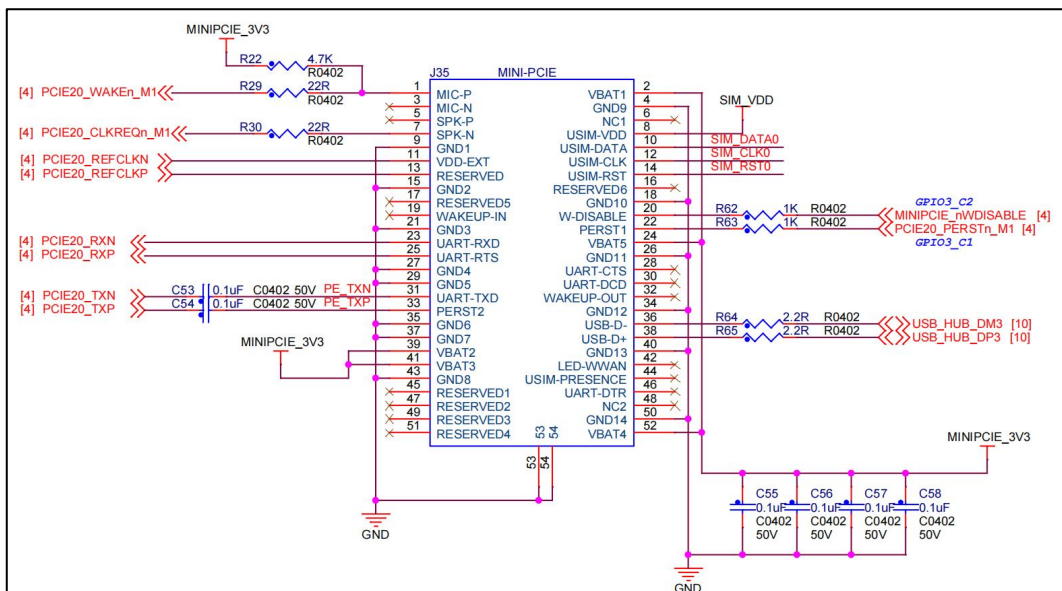 MINIPCIE_3V3
R22 4.7K
R0402
J35 MINI-PCIE
[4] PCIE20_WAKEn_M1 R29 22R
R0402
[4] PCIE20_CLKREQn_M1 R30 22R
R0402
[4] PCIE20_REFCLKN
[4] PCIE20_REFCLKP
[4] PCIE20_RXN
[4] PCIE20_RXP
[4] PCIE20_TXN C53 0.1uF C0402 50V PE_TXN
[4] PCIE20_TXP C54 0.1uF C0402 50V PE_TXP
MINIPCIE_3V3
1 MIC-P VBAT1 2
3 MIC-N GND9 4
5 SPK-P NC1 6
7 SPK-N USIM-VDD 8
9 GND1 USIM-DATA 10
11 VDD-EXT USIM-CLK 12
13 RESERVED USIM-RST 14
15 GND2 RESERVED6 16
17 RESERVED5 GND10 18
19 WAKEUP-IN W-DISABLE 20
21 GND3 PERST1 22
23 UART-RXD VBAT5 24
25 UART-RTS GND11 26
27 GND4 UART-CTS 28
29 GND5 UART-DCD 30
31 UART-TXD WAKEUP-OUT 32
33 PERST2 GND12 34
35 GND6 USB-D- 36
37 GND7 USB-D+ 38
39 VBAT2 GND13 40
41 VBAT3 LED-WWAN 42
43 GND8 USIM-PRESENCE 44
45 RESERVED1 UART-DTR 46
47 RESERVED2 NC2 48
49 RESERVED3 GND14 50
51 RESERVED4 VBAT4 52
53 54
53 54
GND
SIM_VDD
SIM_DATA0
SIM_CLK0
SIM_RST0
GPIO3_C2
R62 1K R0402 MINIPCIE_nWDISABLE [4]
R63 1K R0402 PCIE20_PERSTn_M1 [4]
GPIO3_C1
R64 2.2R R0402 USB_HUB_DM3 [10]
R65 2.2R R0402 USB_HUB_DP3 [10]
MINIPCIE_3V3
C55 C56 C57 C58
0.1uF 0.1uF 0.1uF 0.1uF
C0402 C0402 C0402 C0402
50V 50V 50V 50V
GND